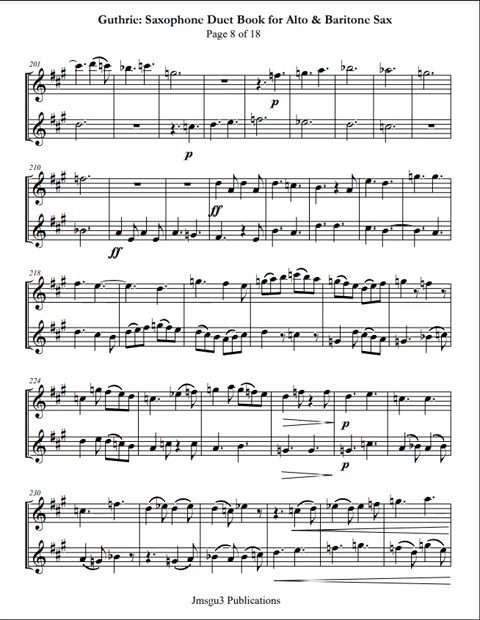 Guthrie: Saxophone Duet Book for Alto & Baritone Sax
Page 8 of 18
201
p
p
210
ff
ff
218
224
p
p
230
Jmsgu3 Publications